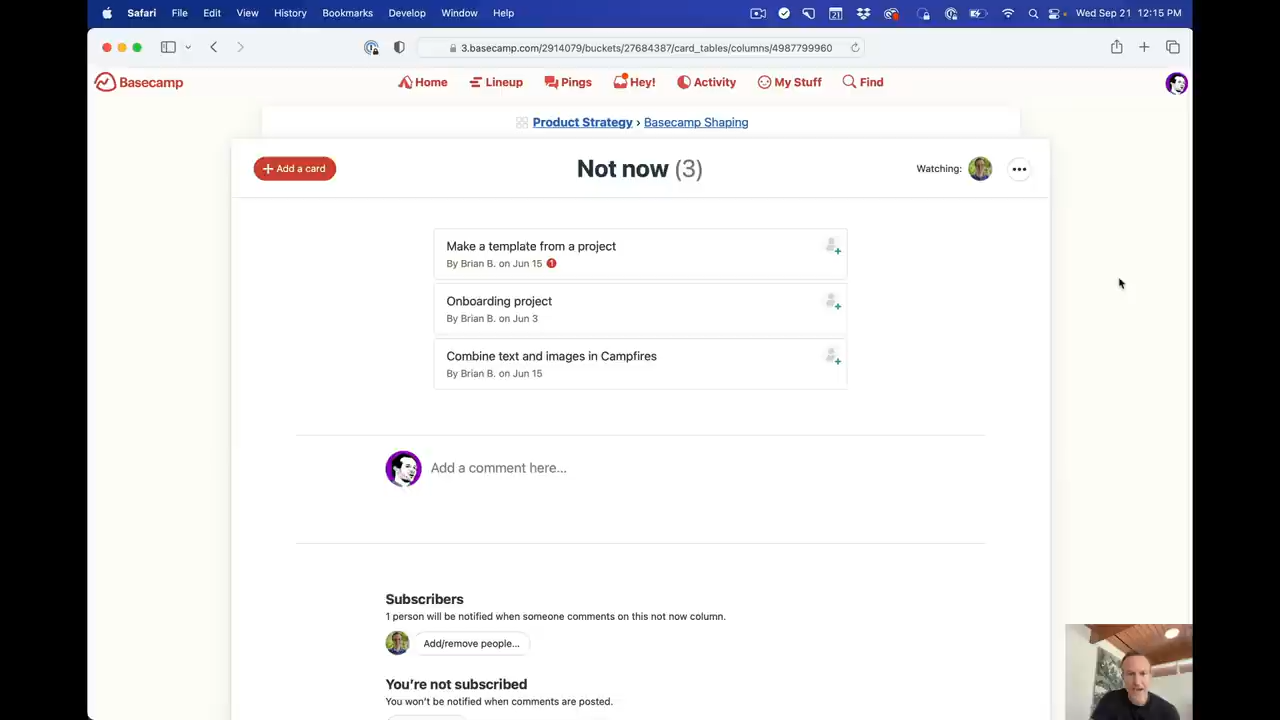 Safari File Edit View History Bookmarks Develop Window Help 21 Wed Sep 21 12:15 PM
3.basecamp.com/2914079/buckets/27684387/card_tables/columns/4987799960
Basecamp Home Lineup Pings Hey! Activity My Stuff Find
Product Strategy › Basecamp Shaping
+ Add a card Not now (3) Watching: •••
Make a template from a project
By Brian B. on Jun 15 1
Onboarding project
By Brian B. on Jun 3
Combine text and images in Campfires
By Brian B. on Jun 15
Add a comment here...
Subscribers
1 person will be notified when someone comments on this not now column.
Add/remove people...
You’re not subscribed
You won’t be notified when comments are posted.